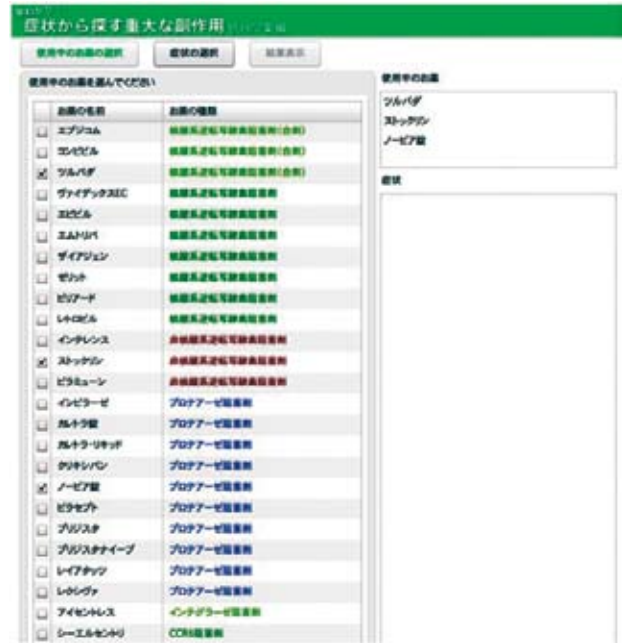 症状から探す重大な副作用
使用中のお薬の選択
症状の選択
結果表示
使用中のお薬を選んでください
お薬の名前 お薬の種類
エプジコム 核酸系逆転写酵素阻害剤(合剤)
コンビビル 核酸系逆転写酵素阻害剤(合剤)
ツルバダ 核酸系逆転写酵素阻害剤(合剤)
ヴァイデックスEC 核酸系逆転写酵素阻害剤
エピビル 核酸系逆転写酵素阻害剤
エムトリバ 核酸系逆転写酵素阻害剤
ザイアジェン 核酸系逆転写酵素阻害剤
ゼリット 核酸系逆転写酵素阻害剤
ビリアード 核酸系逆転写酵素阻害剤
レトロビル 核酸系逆転写酵素阻害剤
インテレンス 非核酸系逆転写酵素阻害剤
ストックリン 非核酸系逆転写酵素阻害剤
ビラミューン 非核酸系逆転写酵素阻害剤
インビラーゼ プロテアーゼ阻害剤
カレトラ錠 プロテアーゼ阻害剤
カレトラ・リキッド プロテアーゼ阻害剤
クリキシバン プロテアーゼ阻害剤
ノービア錠 プロテアーゼ阻害剤
ビラセプト プロテアーゼ阻害剤
プリジスタ プロテアーゼ阻害剤
プリジスタナイーブ プロテアーゼ阻害剤
レイアタッツ プロテアーゼ阻害剤
レクシヴァ プロテアーゼ阻害剤
アイセントレス インテグラーゼ阻害剤
シーエルセントリ CCR5阻害剤
使用中のお薬
ツルバダ
ストックリン
ノービア錠
症状